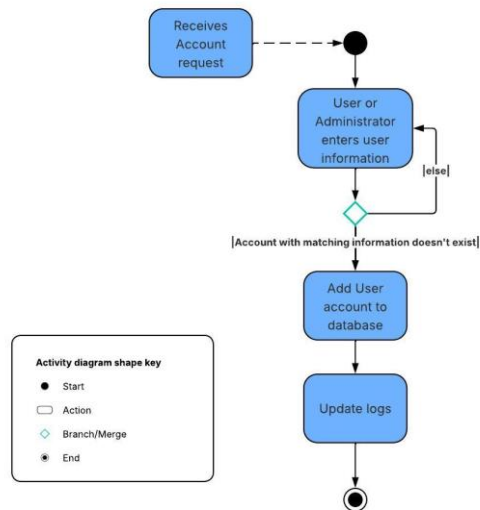 Receives
Account
request
User or
Administrator
enters user
information
|else|
|Account with matching information doesn't exist|
Add User
account to
database
Update logs
Activity diagram shape key
Start
Action
Branch/Merge
End